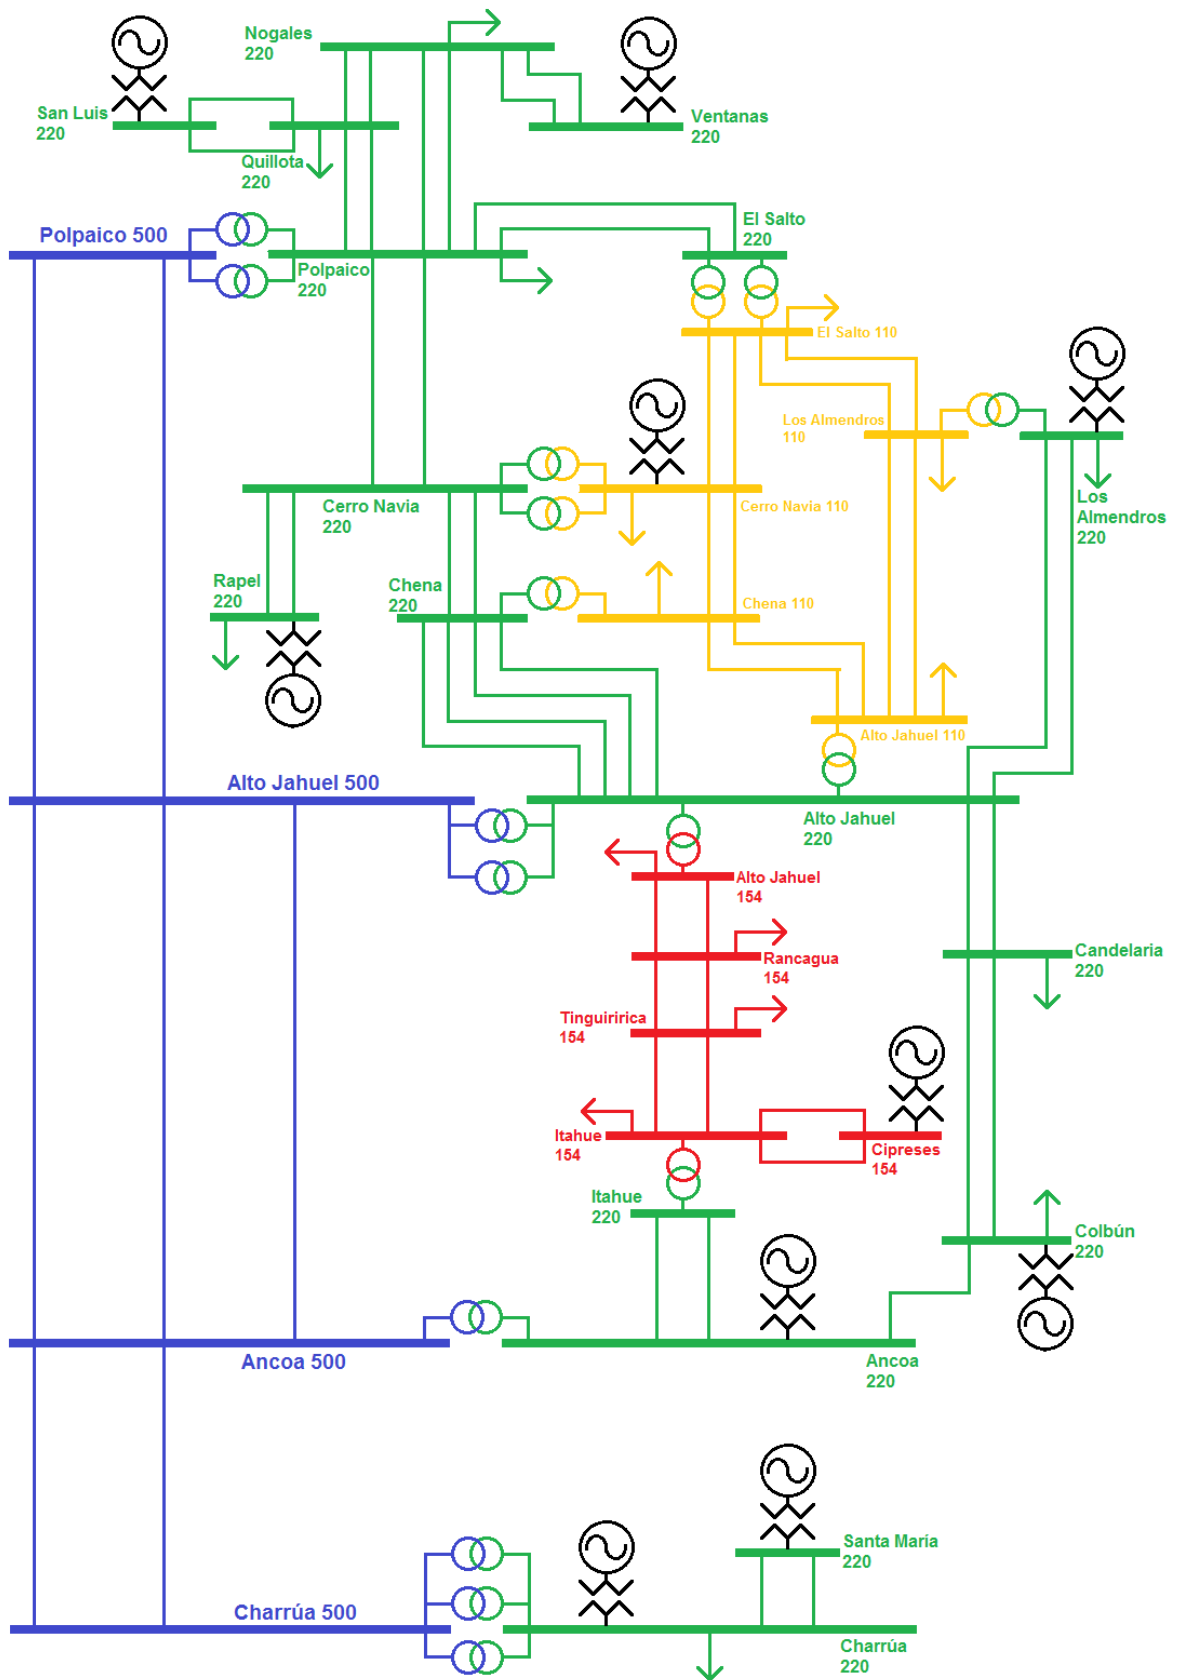 Nogales
220
San Luis
220
Ventanas
220
Quillota
220
Polpaico 500
El Salto
220
Polpaico
220
El Salto 110
Los Almendros
110
Cerro Navia
220
Cerro Navia 110
Los
Almendros
220
Rapel
220
Chena
220
Chena 110
Alto Jahuel 110
Alto Jahuel 500
Alto Jahuel
220
Alto Jahuel
154
Rancagua
154
Candelaria
220
Tinguiririca
154
Itahue
154
Cipreses
154
Itahue
220
Colbún
220
Ancoa 500
Ancoa
220
Santa María
220
Charrúa 500
Charrúa
220